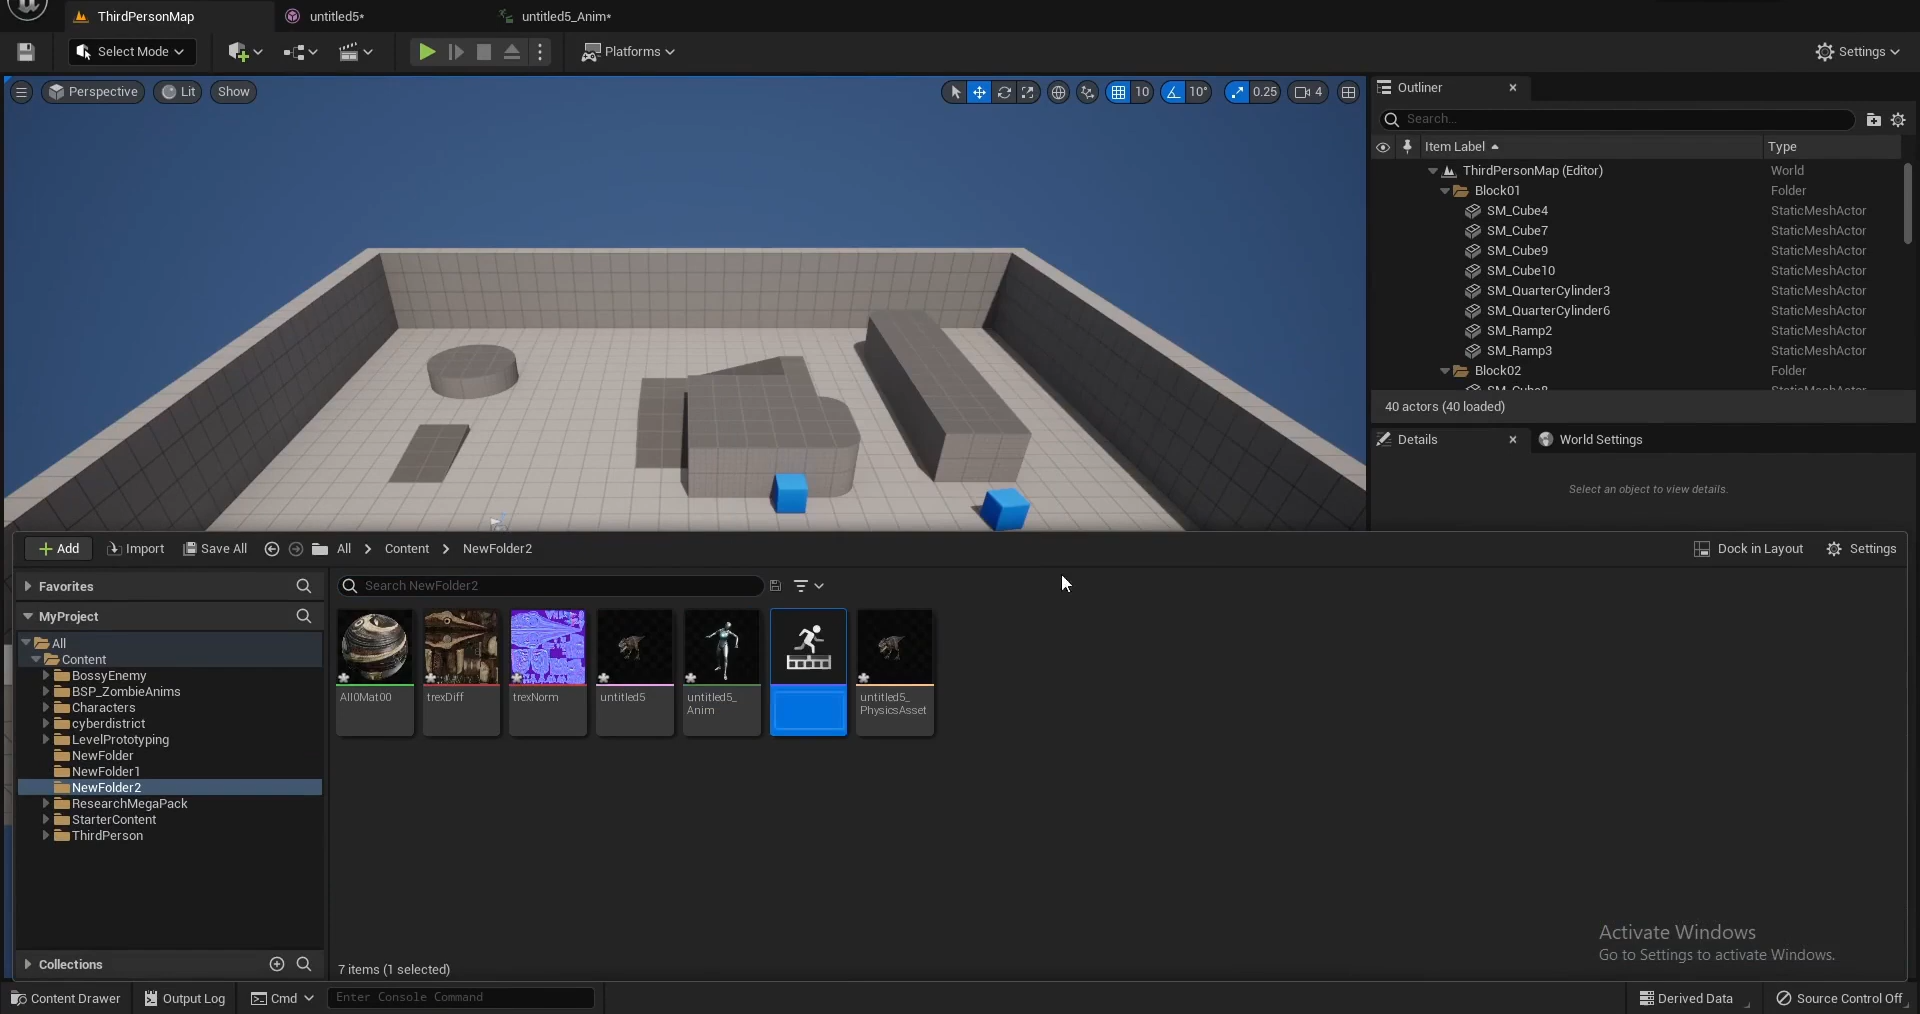 ThirdPersonMap
untitled5*
untitled5_Anim*
Select Mode
Platforms
Settings
Perspective
Lit
Show
10
10°
0.25
4
Outliner
Search...
Item Label
Type
ThirdPersonMap (Editor)
World
Block01
Folder
SM_Cube4
StaticMeshActor
SM_Cube7
StaticMeshActor
SM_Cube9
StaticMeshActor
SM_Cube10
StaticMeshActor
SM_QuarterCylinder3
StaticMeshActor
SM_QuarterCylinder6
StaticMeshActor
SM_Ramp2
StaticMeshActor
SM_Ramp3
StaticMeshActor
Block02
Folder
SM_Cube8
StaticMeshActor
40 actors (40 loaded)
Details
World Settings
Select an object to view details.
Add
Import
Save All
All
Content
NewFolder2
Dock in Layout
Settings
Favorites
Search NewFolder2
MyProject
All
Content
BossyEnemy
BSP_ZombieAnims
Characters
cyberdistrict
LevelPrototyping
NewFolder
NewFolder1
NewFolder2
ResearchMegaPack
StarterContent
ThirdPerson
All0Mat00
trexDiff
trexNorm
untitled5
untitled5_
Anim
untitled5_
PhysicsAsset
Collections
7 items (1 selected)
Activate Windows
Go to Settings to activate Windows.
Content Drawer
Output Log
Cmd
Enter Console Command
Derived Data
Source Control Off